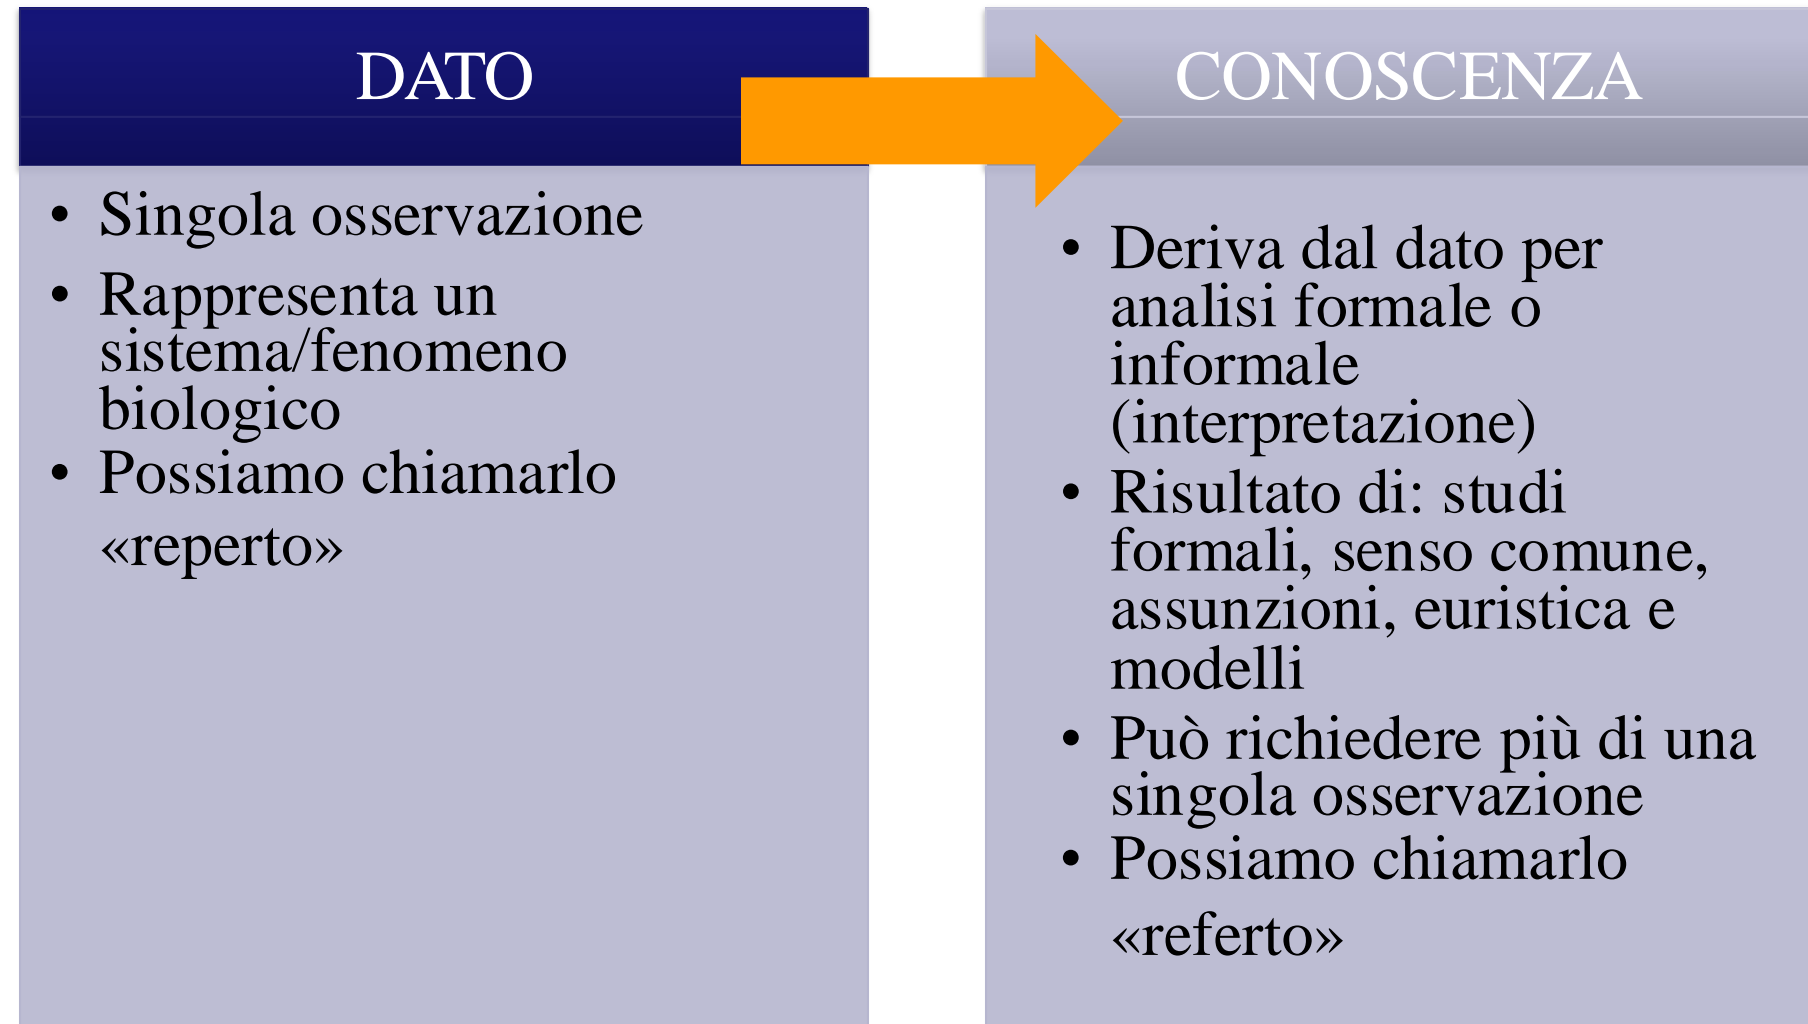 DATO
• Singola osservazione
• Rappresenta un
sistema/fenomeno
biologico
• Possiamo chiamarlo
«reperto»
CONOSCENZA
• Deriva dal dato per
analisi formale o
informale
(interpretazione)
• Risultato di: studi
formali, senso comune,
assunzioni, euristica e
modelli
• Può richiedere più di una
singola osservazione
• Possiamo chiamarlo
«referto»